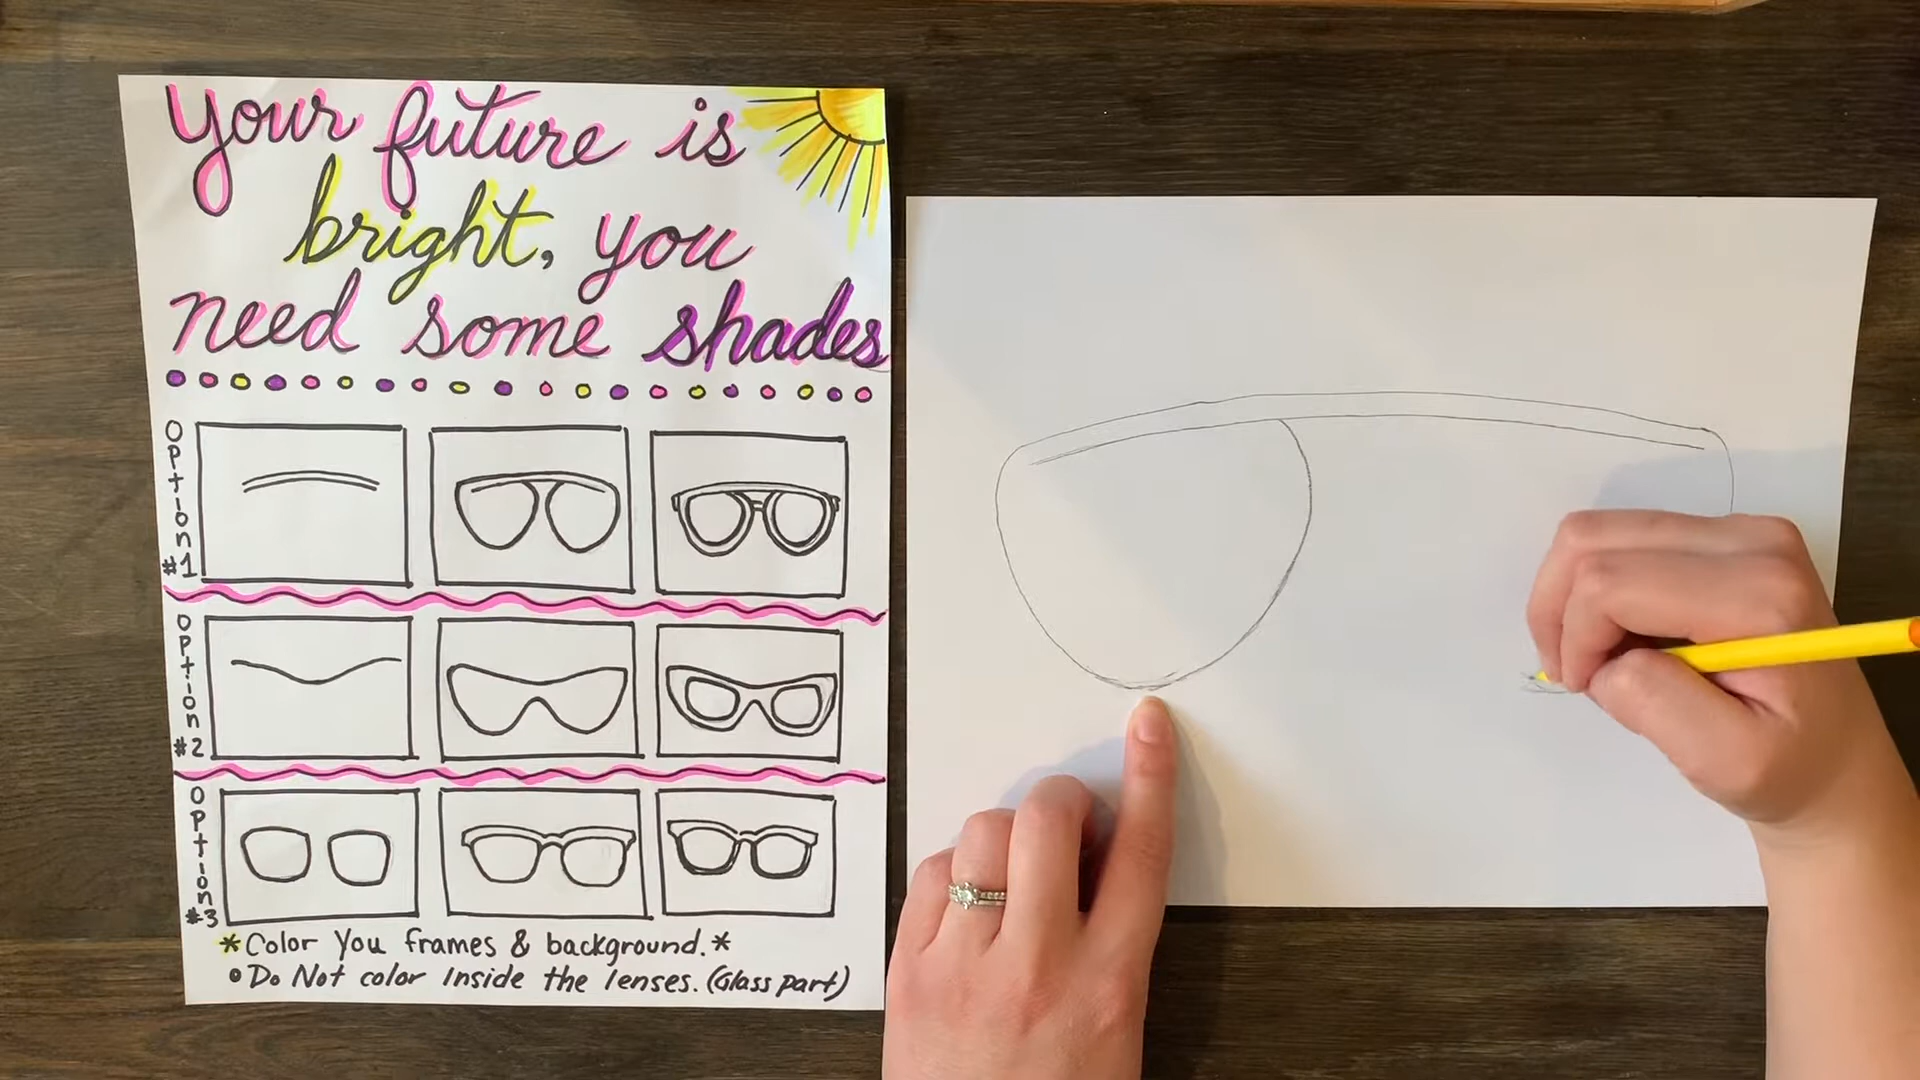 Your future is
bright, you
need some shades
Option #1
Option #2
Option #3
*Color You frames & background.*
Do Not color inside the lenses. (Glass part)